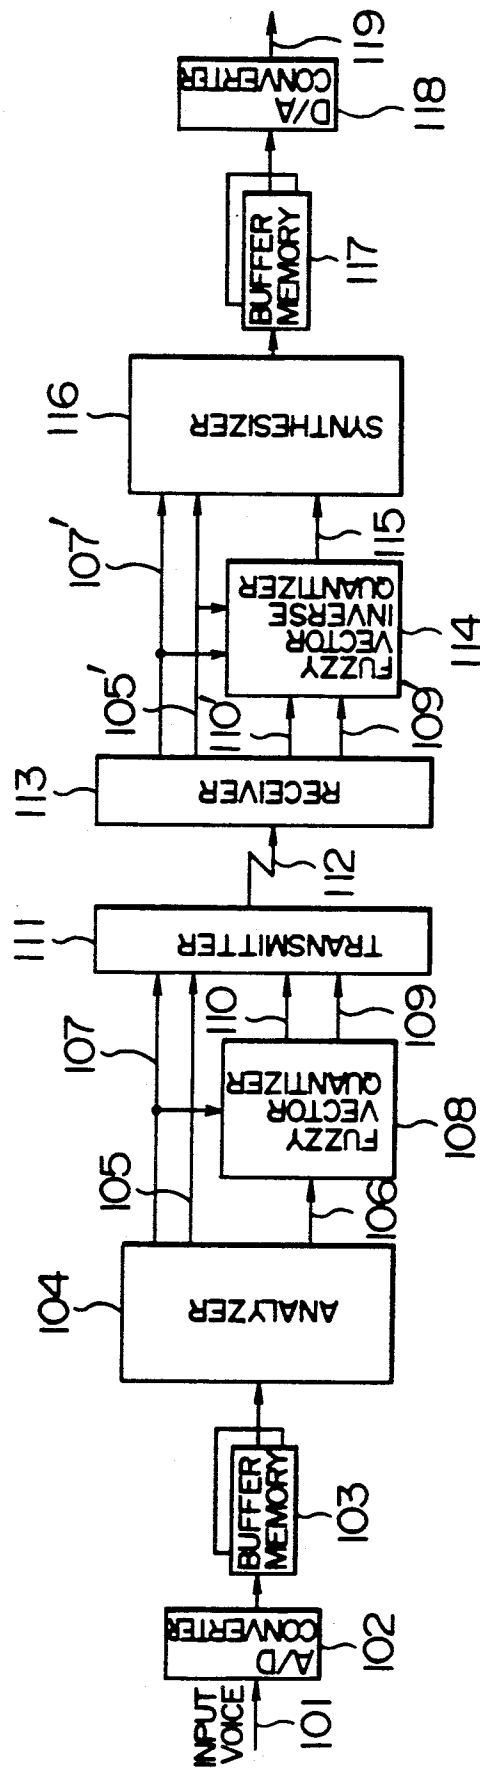 INPUT
VOICE
101
A/D
CONVERTER
102
BUFFER
MEMORY
103
ANALYZER
104
105
107
106
FUZZY
VECTOR
QUANTIZER
108
110
109
TRANSMITTER
111
112
RECEIVER
113
105'
107'
110'
109'
FUZZY
VECTOR
INVERSE
QUANTIZER
114
115
SYNTHESIZER
116
BUFFER
MEMORY
117
D/A
CONVERTER
118
119